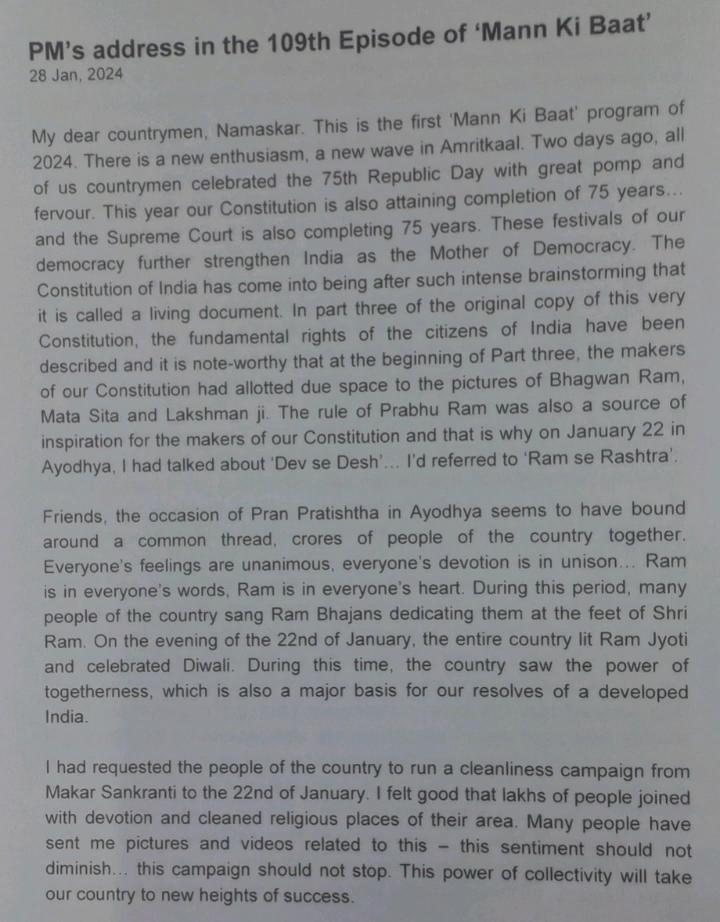 PM's address in the 109th Episode of 'Mann Ki Baat'
28 Jan, 2024
My dear countrymen, Namaskar. This is the first 'Mann Ki Baat' program of
2024. There is a new enthusiasm, a new wave in Amritkaal. Two days ago, all
of us countrymen celebrated the 75th Republic Day with great pomp and
fervour. This year our Constitution is also attaining completion of 75 years...
and the Supreme Court is also completing 75 years. These festivals of our
democracy further strengthen India as the Mother of Democracy. The
Constitution of India has come into being after such intense brainstorming that
it is called a living document. In part three of the original copy of this very
Constitution, the fundamental rights of the citizens of India have been
described and it is note-worthy that at the beginning of Part three, the makers
of our Constitution had allotted due space to the pictures of Bhagwan Ram,
Mata Sita and Lakshman ji. The rule of Prabhu Ram was also a source of
inspiration for the makers of our Constitution and that is why on January 22 in
Ayodhya, I had talked about 'Dev se Desh'... I'd referred to 'Ram se Rashtra'.
Friends, the occasion of Pran Pratishtha in Ayodhya seems to have bound
around a common thread, crores of people of the country together.
Everyone's feelings are unanimous, everyone's devotion is in unison... Ram
is in everyone's words, Ram is in everyone's heart. During this period, many
people of the country sang Ram Bhajans dedicating them at the feet of Shri
Ram. On the evening of the 22nd of January, the entire country lit Ram Jyoti
and celebrated Diwali. During this time, the country saw the power of
togetherness, which is also a major basis for our resolves of a developed
India.
I had requested the people of the country to run a cleanliness campaign from
Makar Sankranti to the 22nd of January. I felt good that lakhs of people joined
with devotion and cleaned religious places of their area. Many people have
sent me pictures and videos related to this – this sentiment should not
diminish... this campaign should not stop. This power of collectivity will take
our country to new heights of success.